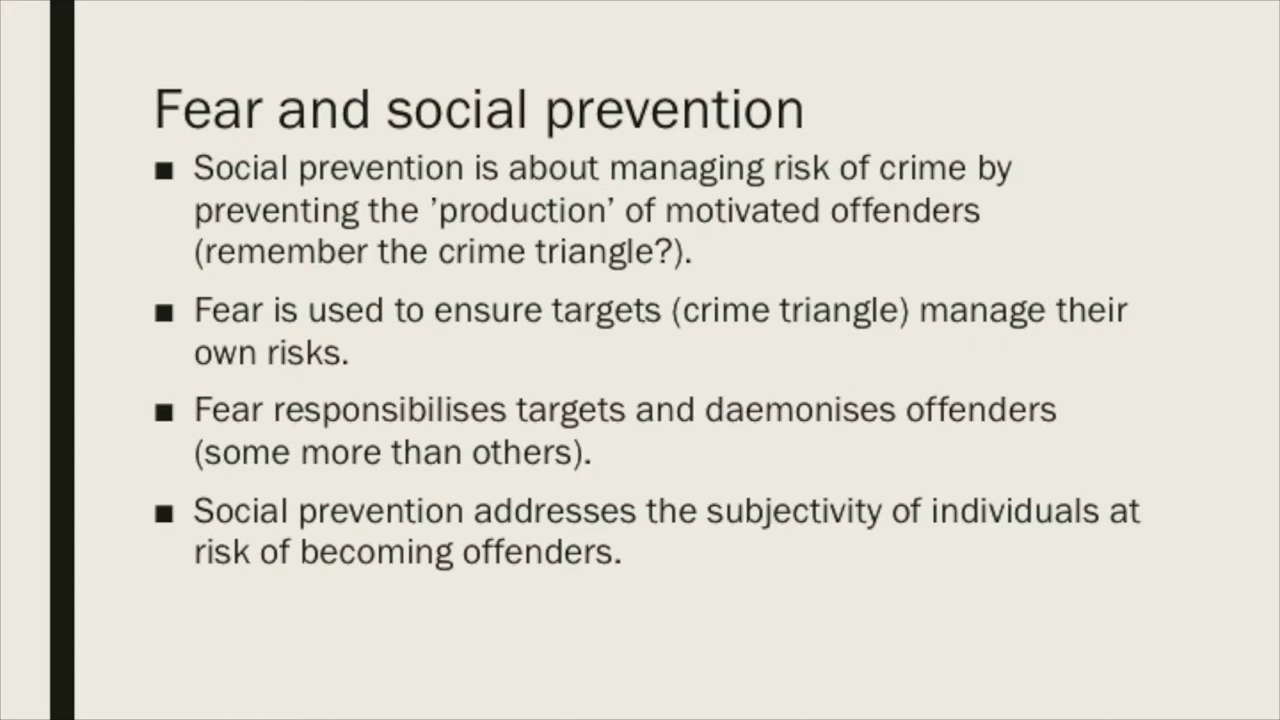 Fear and social prevention
■ Social prevention is about managing risk of crime by
preventing the ’production’ of motivated offenders
(remember the crime triangle?).
■ Fear is used to ensure targets (crime triangle) manage their
own risks.
■ Fear responsibilises targets and daemonises offenders
(some more than others).
■ Social prevention addresses the subjectivity of individuals at
risk of becoming offenders.